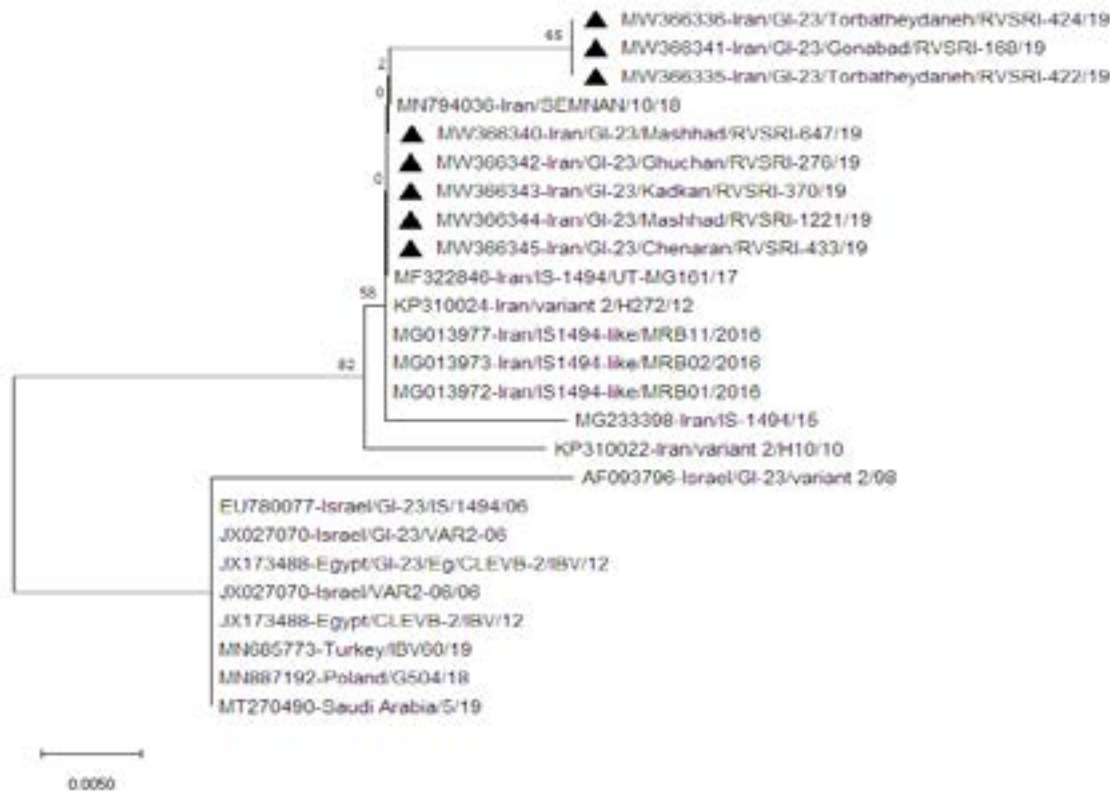 MW366336-Iran/GI-23/Torbatheydaneh/RVSRI-424/19
65
MW366341-Iran/GI-23/Gonabad/RVSRI-168/19
MW366335-Iran/GI-23/Torbatheydaneh/RVSRI-422/19
2
0
MN794036-Iran/SEMNAN/10/18
MW366340-Iran/GI-23/Mashhad/RVSRI-647/19
MW366342-Iran/GI-23/Ghuchan/RVSRI-276/19
0
MW366343-Iran/GI-23/Kadkan/RVSRI-370/19
MW366344-Iran/GI-23/Mashhad/RVSRI-1221/19
MW366345-Iran/GI-23/Chenaran/RVSRI-433/19
MF322846-Iran/IS-1494/UT-MG161/17
58
KP310024-Iran/variant 2/H272/12
MG013977-Iran/IS1494-like/MRB11/2016
MG013973-Iran/IS1494-like/MRB02/2016
82
MG013972-Iran/IS1494-like/MRB01/2016
MG233398-Iran/IS-1494/15
KP310022-Iran/variant 2/H10/10
AF093796-Israel/GI-23/variant 2/98
EU780077-Israel/GI-23/IS/1494/06
JX027070-Israel/GI-23/VAR2-06
JX173488-Egypt/GI-23/Eg/CLEVB-2/IBV/12
JX027070-Israel/VAR2-06/06
JX173488-Egypt/CLEVB-2/IBV/12
MN685773-Turkey/IBV60/19
MN887192-Poland/G504/18
MT270490-Saudi Arabia/5/19
0.0050